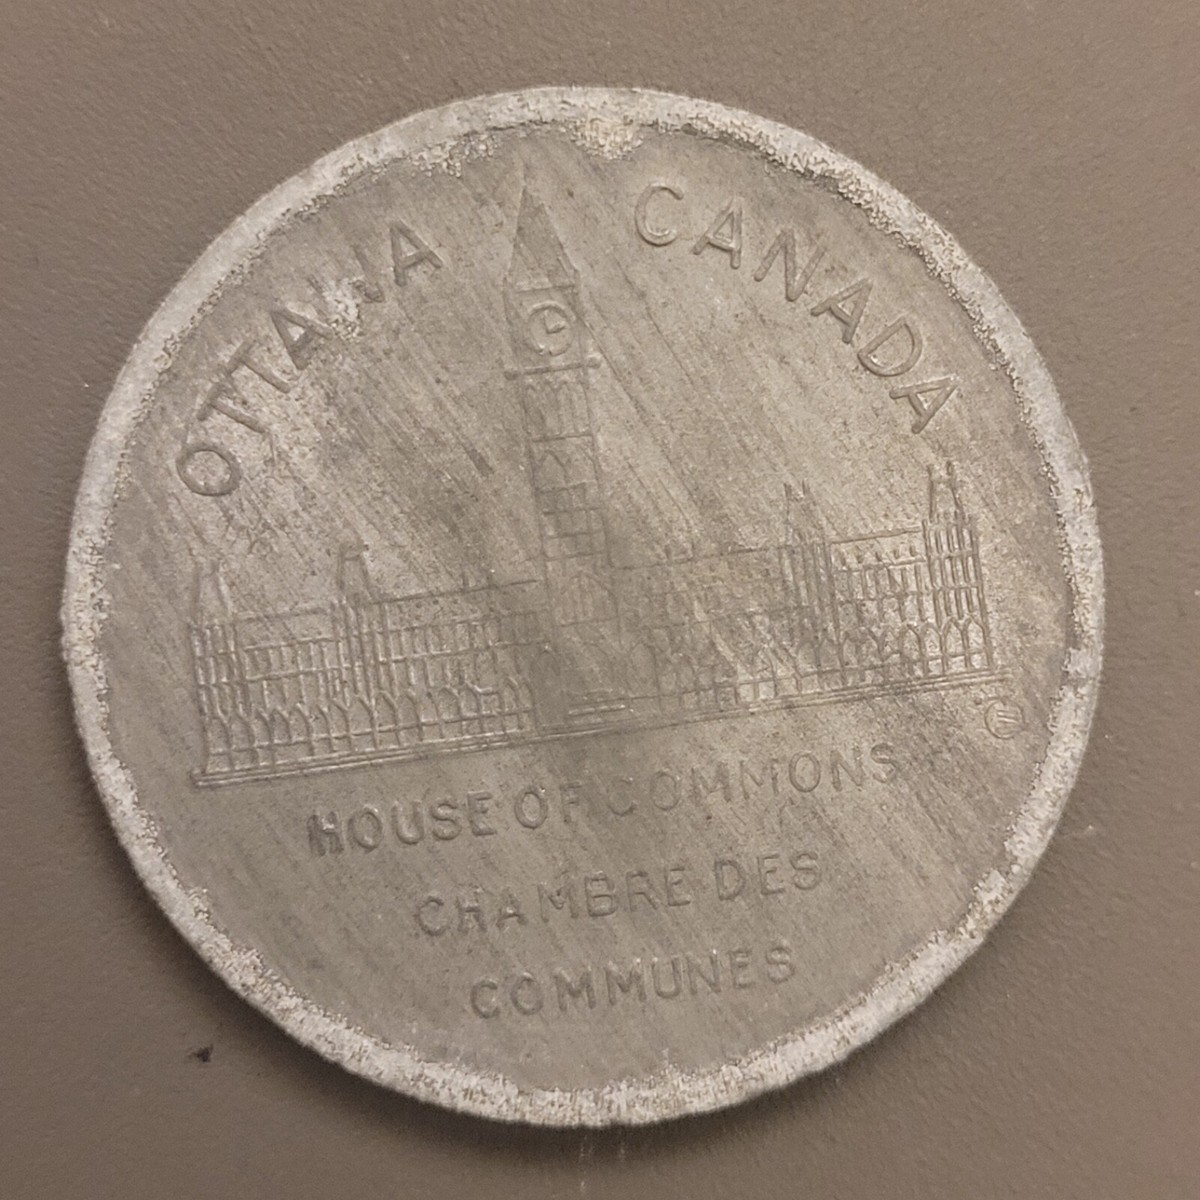 OTTAWA CANADA
HOUSE OF COMMONS
CHAMBRE DES
COMMUNES